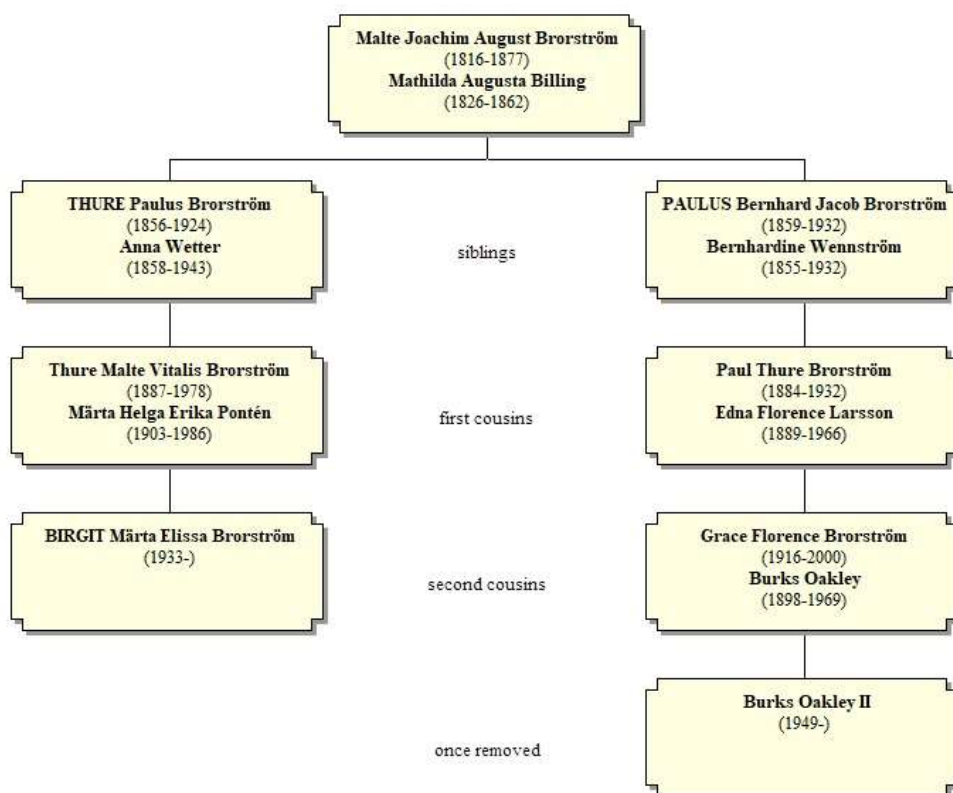 Malte Joachim August Brorström
(1816-1877)
Mathilda Augusta Billing
(1826-1862)
THURE Paulus Brorström
(1856-1924)
Anna Wetter
(1858-1943)
siblings
PAULUS Bernhard Jacob Brorström
(1859-1932)
Bernhardine Wennström
(1855-1932)
Thure Malte Vitalis Brorström
(1887-1978)
Märta Helga Erika Pontén
(1903-1986)
first cousins
Paul Thure Brorström
(1884-1932)
Edna Florence Larsson
(1889-1966)
BIRGIT Märta Elissa Brorström
(1933-)
second cousins
Grace Florence Brorström
(1916-2000)
Burks Oakley
(1898-1969)
once removed
Burks Oakley II
(1949-)